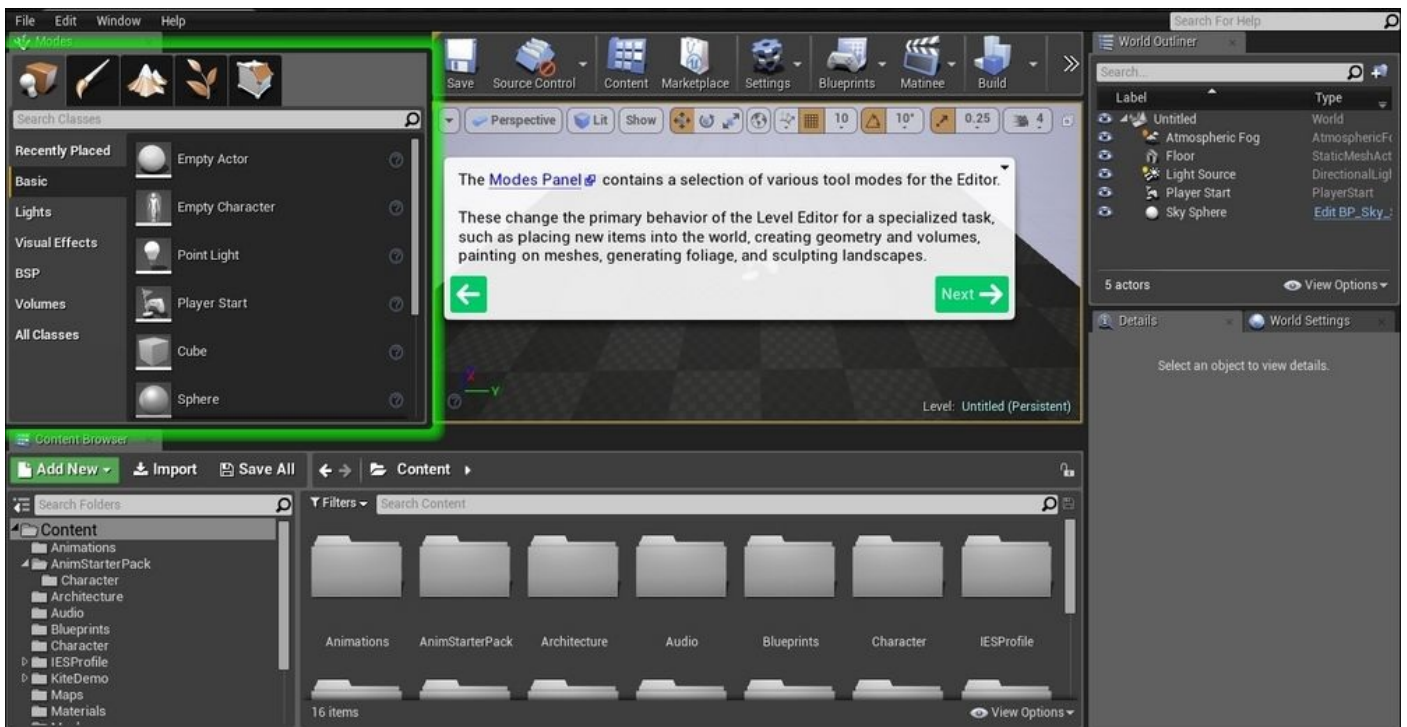 File Edit Window Help
Search For Help
Modes
Search Classes
Recently Placed
Basic
Lights
Visual Effects
BSP
Volumes
All Classes
Empty Actor
Empty Character
Point Light
Player Start
Cube
Sphere
Save Source Control Content Marketplace Settings Blueprints Matinee Build
Perspective Lit Show 10 10° 0.25 4
The Modes Panel contains a selection of various tool modes for the Editor.
These change the primary behavior of the Level Editor for a specialized task,
such as placing new items into the world, creating geometry and volumes,
painting on meshes, generating foliage, and sculpting landscapes.
Next
X
Y
Level: Untitled (Persistent)
World Outliner
Search...
Label Type
Untitled World
Atmospheric Fog AtmosphericFo
Floor StaticMeshAct
Light Source DirectionalLigh
Player Start PlayerStart
Sky Sphere Edit BP_Sky_S
5 actors View Options
Details World Settings
Select an object to view details.
Content Browser
Add New Import Save All Content
Search Folders
Content
Animations
AnimStarterPack
Character
Architecture
Audio
Blueprints
Character
IESProfile
KiteDemo
Maps
Materials
Filters Search Content
Animations AnimStarterPack Architecture Audio Blueprints Character IESProfile
16 items View Options